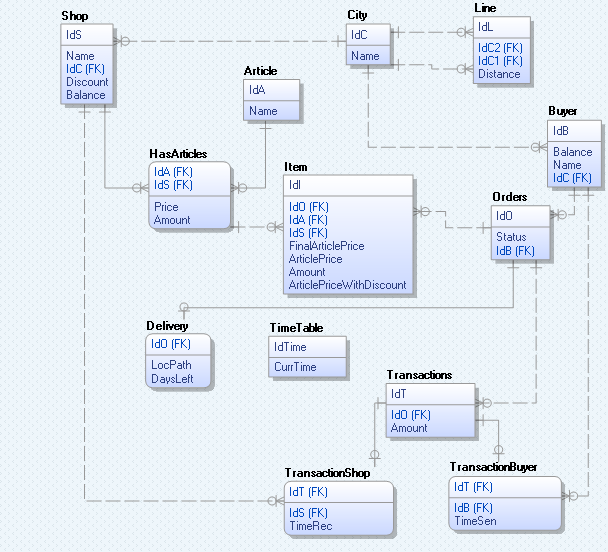 Shop
IdS
Name
IdC (FK)
Discount
Balance
City
IdC
Name
Line
IdL
IdC2 (FK)
IdC1 (FK)
Distance
Article
IdA
Name
Buyer
IdB
Balance
Name
IdC (FK)
HasArticles
IdA (FK)
IdS (FK)
Price
Amount
Item
IdI
IdO (FK)
IdA (FK)
IdS (FK)
FinalArticlePrice
ArticlePrice
Amount
ArticlePriceWithDiscount
Orders
IdO
Status
IdB (FK)
Delivery
IdO (FK)
LocPath
DaysLeft
TimeTable
IdTime
CurrTime
Transactions
IdT
IdO (FK)
Amount
TransactionShop
IdT (FK)
IdS (FK)
TimeRec
TransactionBuyer
IdT (FK)
IdB (FK)
TimeSen